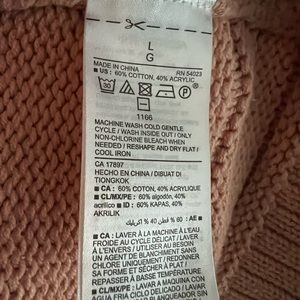 L
G
MADE IN CHINA RN 54023
■ US : 60% COTTON, 40% ACRYLIC
30
1166
MACHINE WASH COLD GENTLE
CYCLE / WASH INSIDE OUT / ONLY
NON-CHLORINE BLEACH WHEN
NEEDED / RESHAPE AND DRY FLAT /
COOL IRON
CA 17897
HECHO EN CHINA / DIBUAT DI
TIONGKOK
■ CA : 60% COTON, 40% ACRYLIQUE
■ CL/MX/PE : 60% algodón, 40%
acrílico ■ ID : 60% KAPAS, 40%
AKRILIK
■ CA : LAVER À LA MACHINE À L'EAU
FROIDE AU CYCLE DÉLICAT / LAVER
À L'ENVERS / UTILISER AU BESOIN
UN AGENT DE BLANCHIMENT SANS
CHLORE UNIQUEMENT / REDONNER
LA FORME ET SÉCHER À PLAT /
REPASSER À BASSE TEMPÉRATURE
■ CL/MX/PE : LAVAR A MAQUINA CON